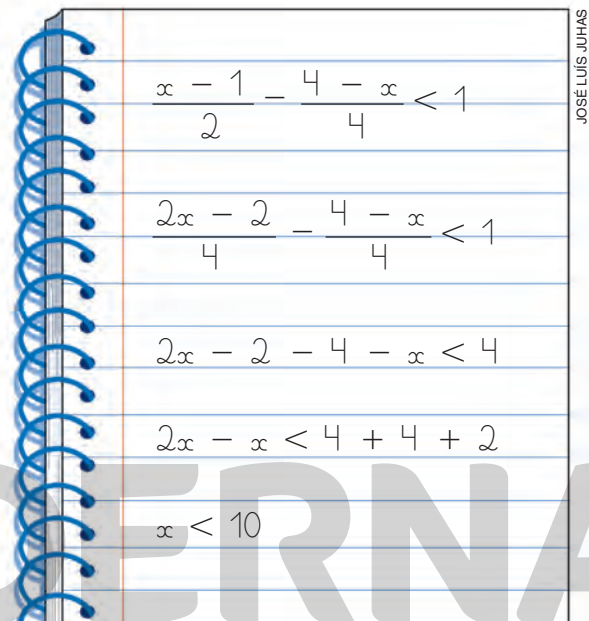 x − 1 / 2 − 4 − x / 4 < 1
2x − 2 / 4 − 4 − x / 4 < 1
2x − 2 − 4 − x < 4
2x − x < 4 + 4 + 2
x < 10
JOSÉ LUÍS JUHAS
DERNA